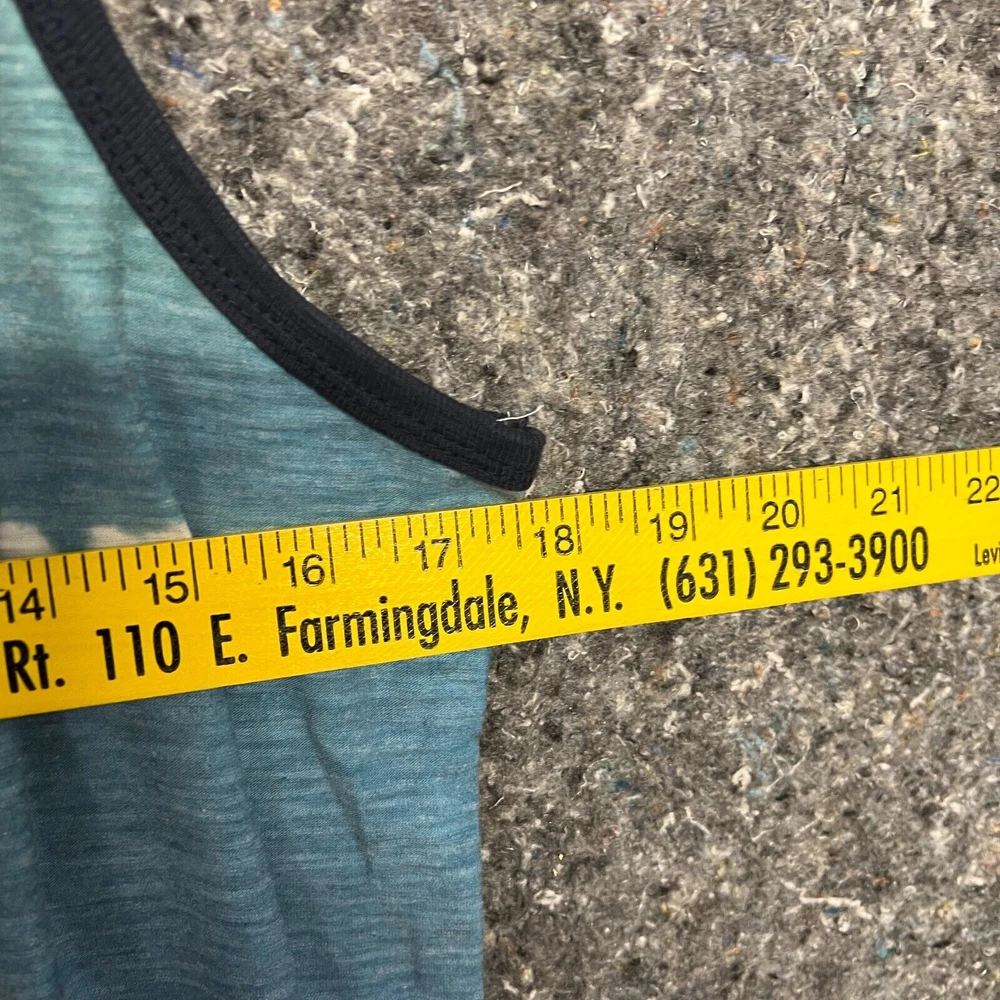 14 15 16 17 18 19 20 21 22
Rt. 110 E. Farmingdale, N.Y. (631) 293-3900